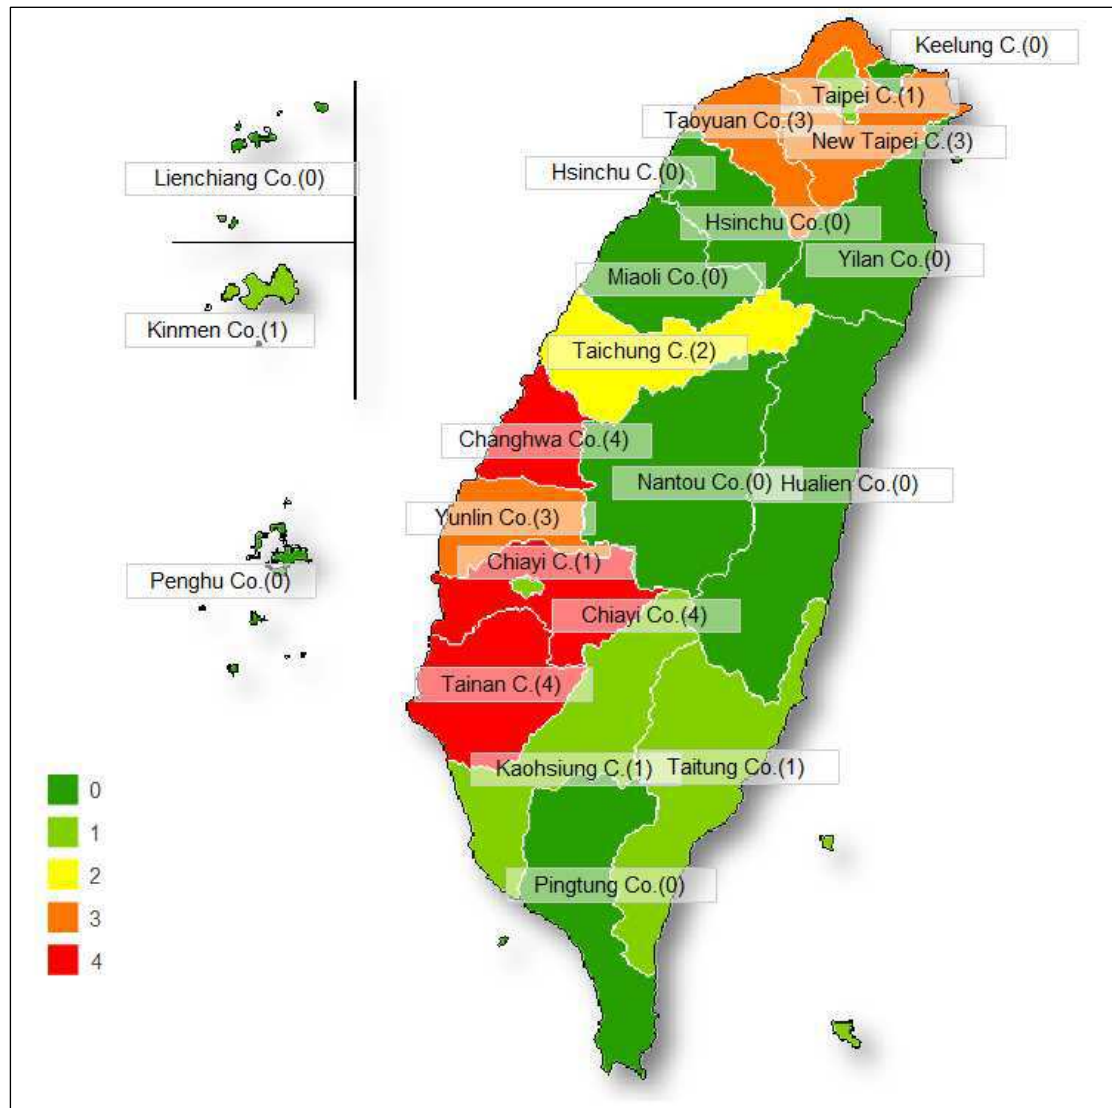 Keelung C.(0)
Taipei C.(1)
Taoyuan Co.(3)
New Taipei C.(3)
Hsinchu C.(0)
Lienchiang Co.(0)
Hsinchu Co.(0)
Yilan Co.(0)
Miaoli Co.(0)
Kinmen Co.(1)
Taichung C.(2)
Changhwa Co.(4)
Nantou Co.(0)
Hualien Co.(0)
Yunlin Co.(3)
Chiayi C.(1)
Penghu Co.(0)
Chiayi Co.(4)
Tainan C.(4)
Kaohsiung C.(1)
Taitung Co.(1)
Pingtung Co.(0)
0
1
2
3
4